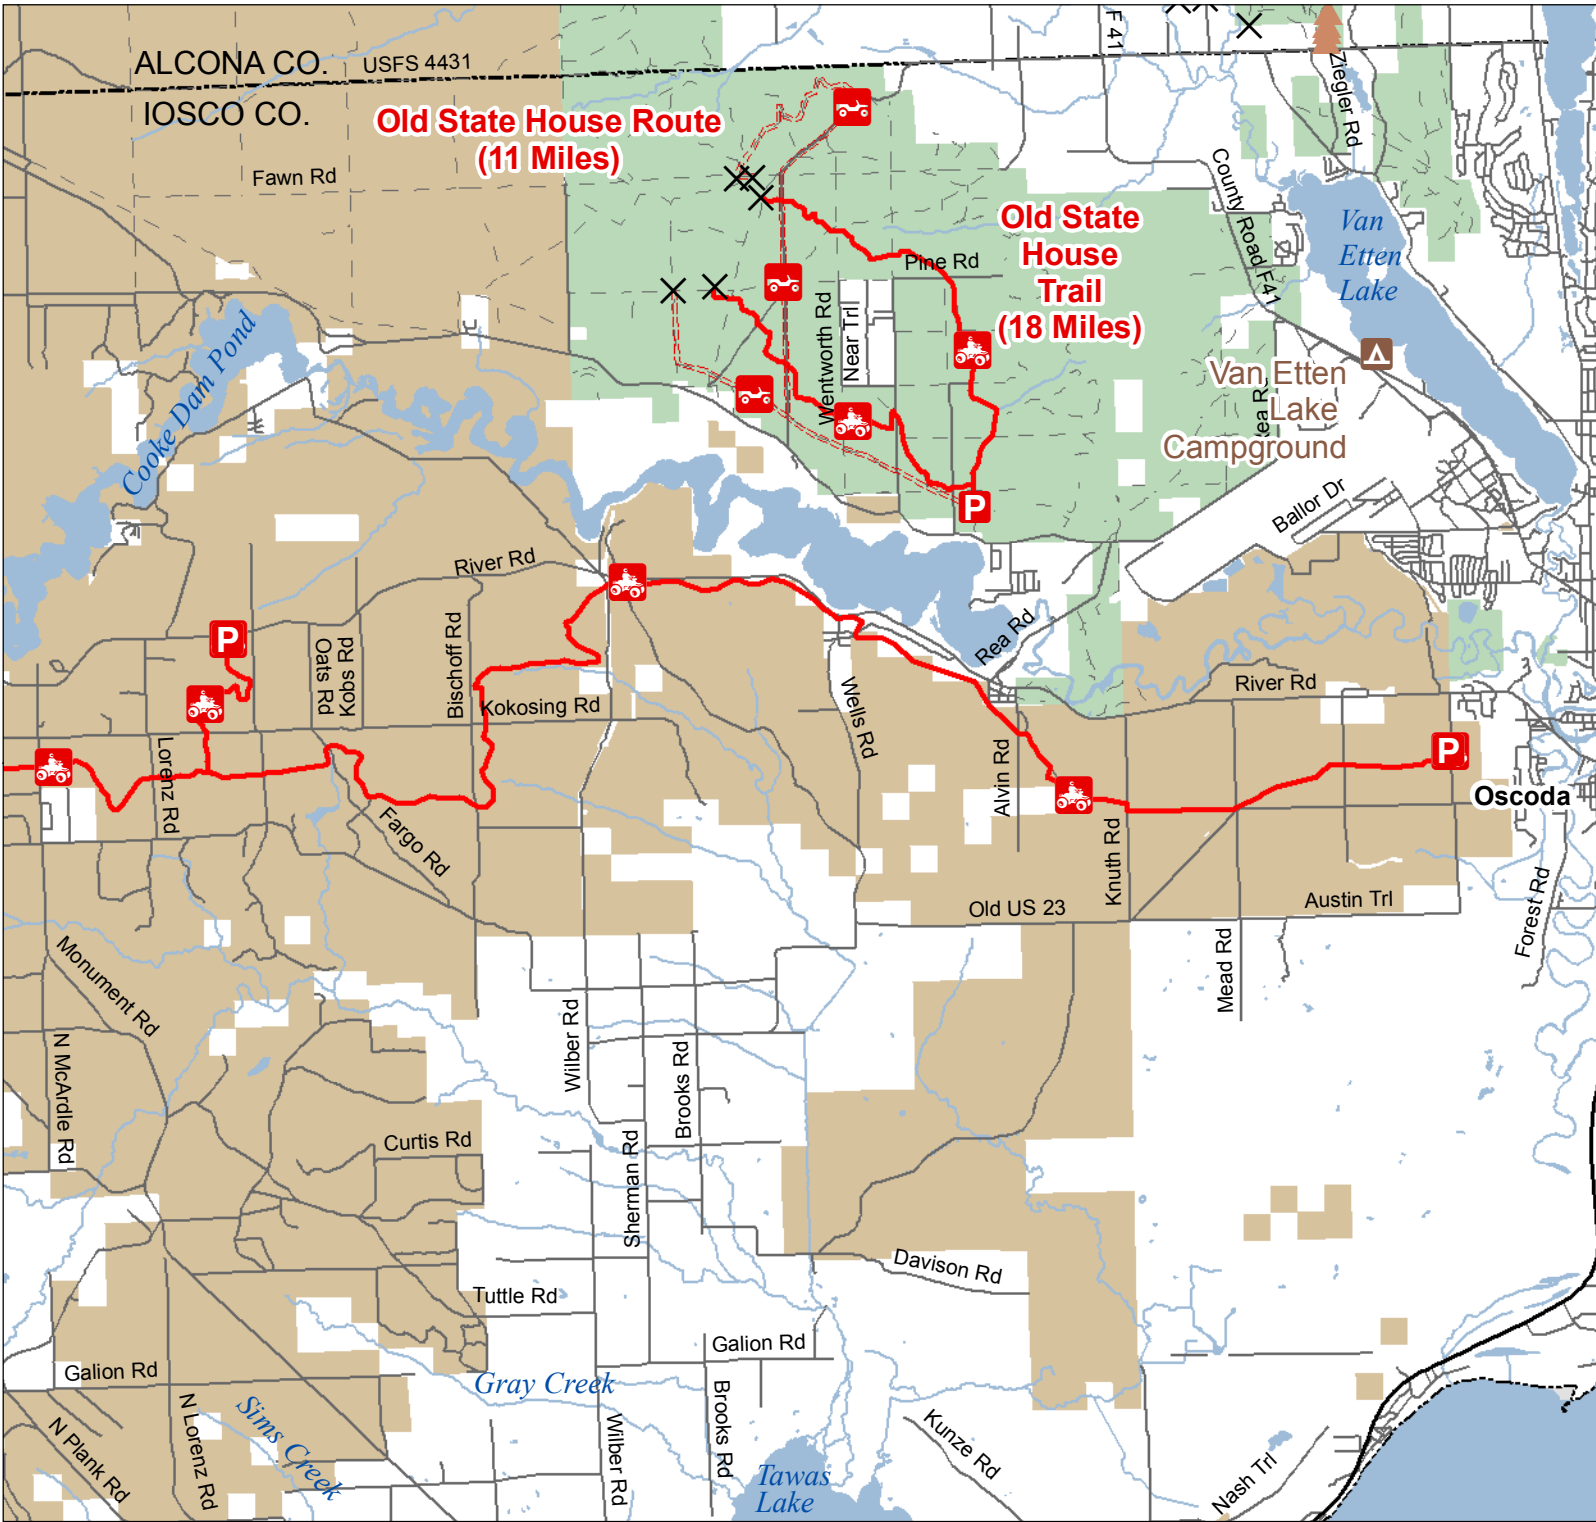 ALCONA CO.
USFS 4431
IOSCO CO.
Old State House Route
(11 Miles)
Fawn Rd
F 41
Ziegler Rd
County Road F41
Van
Etten
Lake
Old State
House
Trail
(18 Miles)
Pine Rd
Wentworth Rd
Near Trl
Van Etten
Lake
Campground
Cooke Dam Pond
Ballor Dr
P
River Rd
P
Oats Rd
Kobs Rd
Bischoff Rd
Kokosing Rd
Rea Rd
Wells Rd
River Rd
Alvin Rd
P
Oscoda
Lorenz Rd
Fargo Rd
Knuth Rd
Old US 23
Austin Trl
Forest Rd
Mead Rd
Monument Rd
N McArdle Rd
Wilber Rd
Brooks Rd
Curtis Rd
Sherman Rd
Davison Rd
Tuttle Rd
Galion Rd
Galion Rd
Gray Creek
Sims Creek
N Plank Rd
N Lorenz Rd
Wilber Rd
Brooks Rd
Tawas
Lake
Kunze Rd
Nash Trl